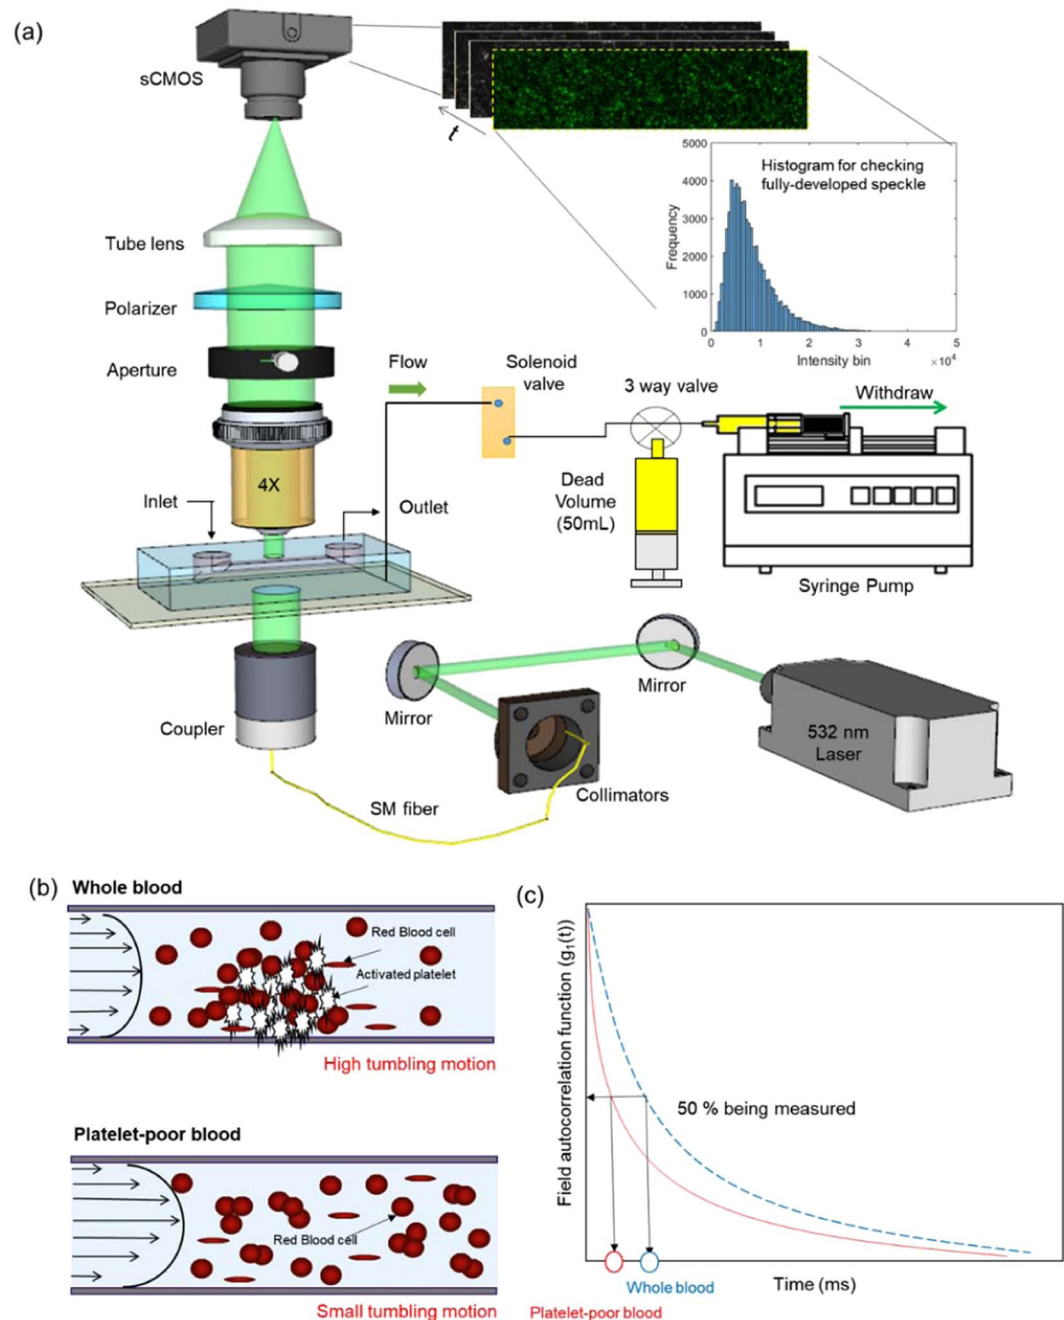 (a)
sCMOS
t
5000
4000
3000
2000
1000
0
Frequency
Histogram for checking
fully-developed speckle
0
1
2
3
4
5
Intensity bin
×10⁴
Tube lens
Polarizer
Aperture
4X
Inlet
Outlet
Flow
Solenoid
valve
3 way valve
Withdraw
Dead
Volume
(50mL)
Syringe Pump
Mirror
Mirror
532 nm
Laser
Coupler
SM fiber
Collimators
(b)
Whole blood
Red Blood cell
Activated platelet
High tumbling motion
Platelet-poor blood
Red Blood cell
Small tumbling motion
(c)
Field autocorrelation function (g₁(t))
50 % being measured
Whole blood
Time (ms)
Platelet-poor blood